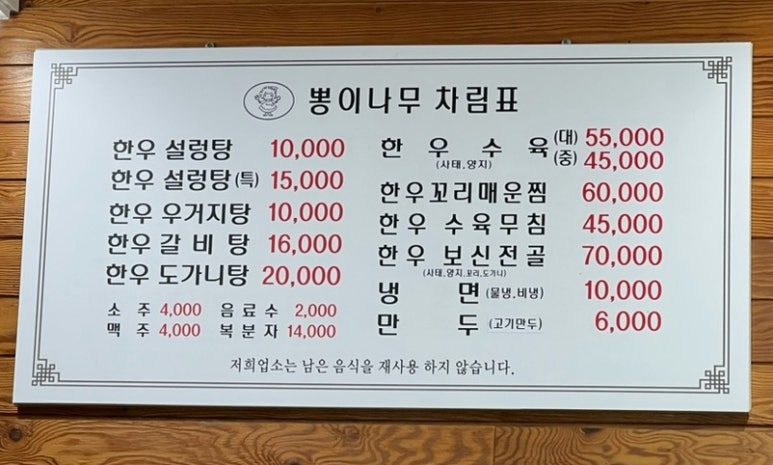 뽕이나무 차림표
한우 설렁탕 10,000
한우 설렁탕(특) 15,000
한우 우거지탕 10,000
한우 갈비탕 16,000
한우 도가니탕 20,000
소주 4,000 음료수 2,000
맥주 4,000 복분자 14,000
한우수육 (대) 55,000
(사태.양지) (중) 45,000
한우꼬리매운찜 60,000
한우 수육무침 45,000
한우 보신전골 70,000
(사태.양지.꼬리.도가니)
냉면 (물냉.비냉) 10,000
만두 (고기만두) 6,000
저희업소는 남은 음식을 재사용 하지 않습니다.